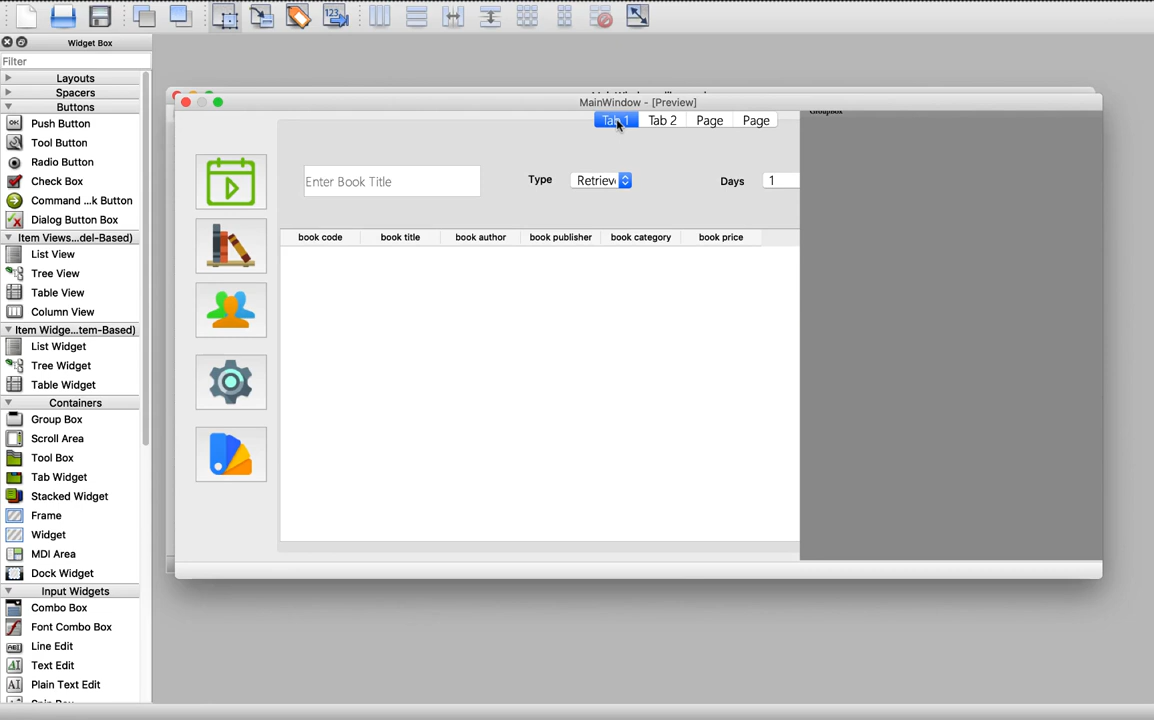 123
Widget Box
Filter
Layouts
Spacers
Buttons
Push Button
Tool Button
Radio Button
Check Box
Command ...k Button
Dialog Button Box
Item Views...del-Based)
List View
Tree View
Table View
Column View
Item Widge...tem-Based)
List Widget
Tree Widget
Table Widget
Containers
Group Box
Scroll Area
Tool Box
Tab Widget
Stacked Widget
Frame
Widget
MDI Area
Dock Widget
Input Widgets
Combo Box
Font Combo Box
Line Edit
Text Edit
Plain Text Edit
MainWindow - [Preview]
Tab 1 Tab 2 Page Page
GroupBox
Enter Book Title Type Retriev Days 1
book code book title book author book publisher book category book price